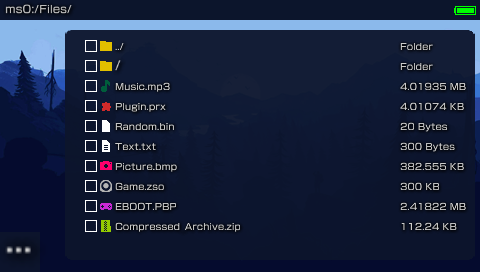 ms0:/Files/
../ Folder
/ Folder
Music.mp3 4.01935 MB
Plugin.prx 4.01074 KB
Random.bin 20 Bytes
Text.txt 300 Bytes
Picture.bmp 382.555 KB
Game.zso 300 KB
EBOOT.PBP 2.41822 MB
Compressed Archive.zip 112.24 KB